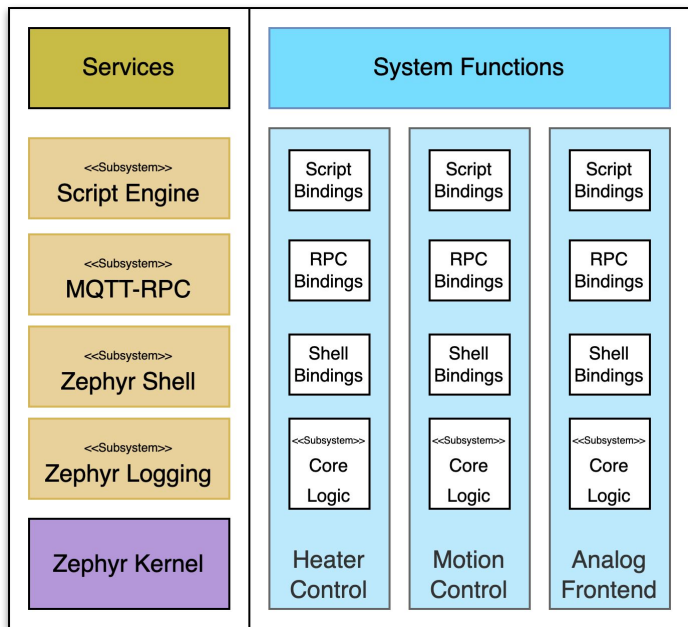 Services
System Functions
<<Subsystem>>
Script Engine
<<Subsystem>>
MQTT-RPC
<<Subsystem>>
Zephyr Shell
<<Subsystem>>
Zephyr Logging
Zephyr Kernel
Script
Bindings
RPC
Bindings
Shell
Bindings
<<Subsystem>>
Core
Logic
Heater
Control
Script
Bindings
RPC
Bindings
Shell
Bindings
<<Subsystem>>
Core
Logic
Motion
Control
Script
Bindings
RPC
Bindings
Shell
Bindings
<<Subsystem>>
Core
Logic
Analog
Frontend